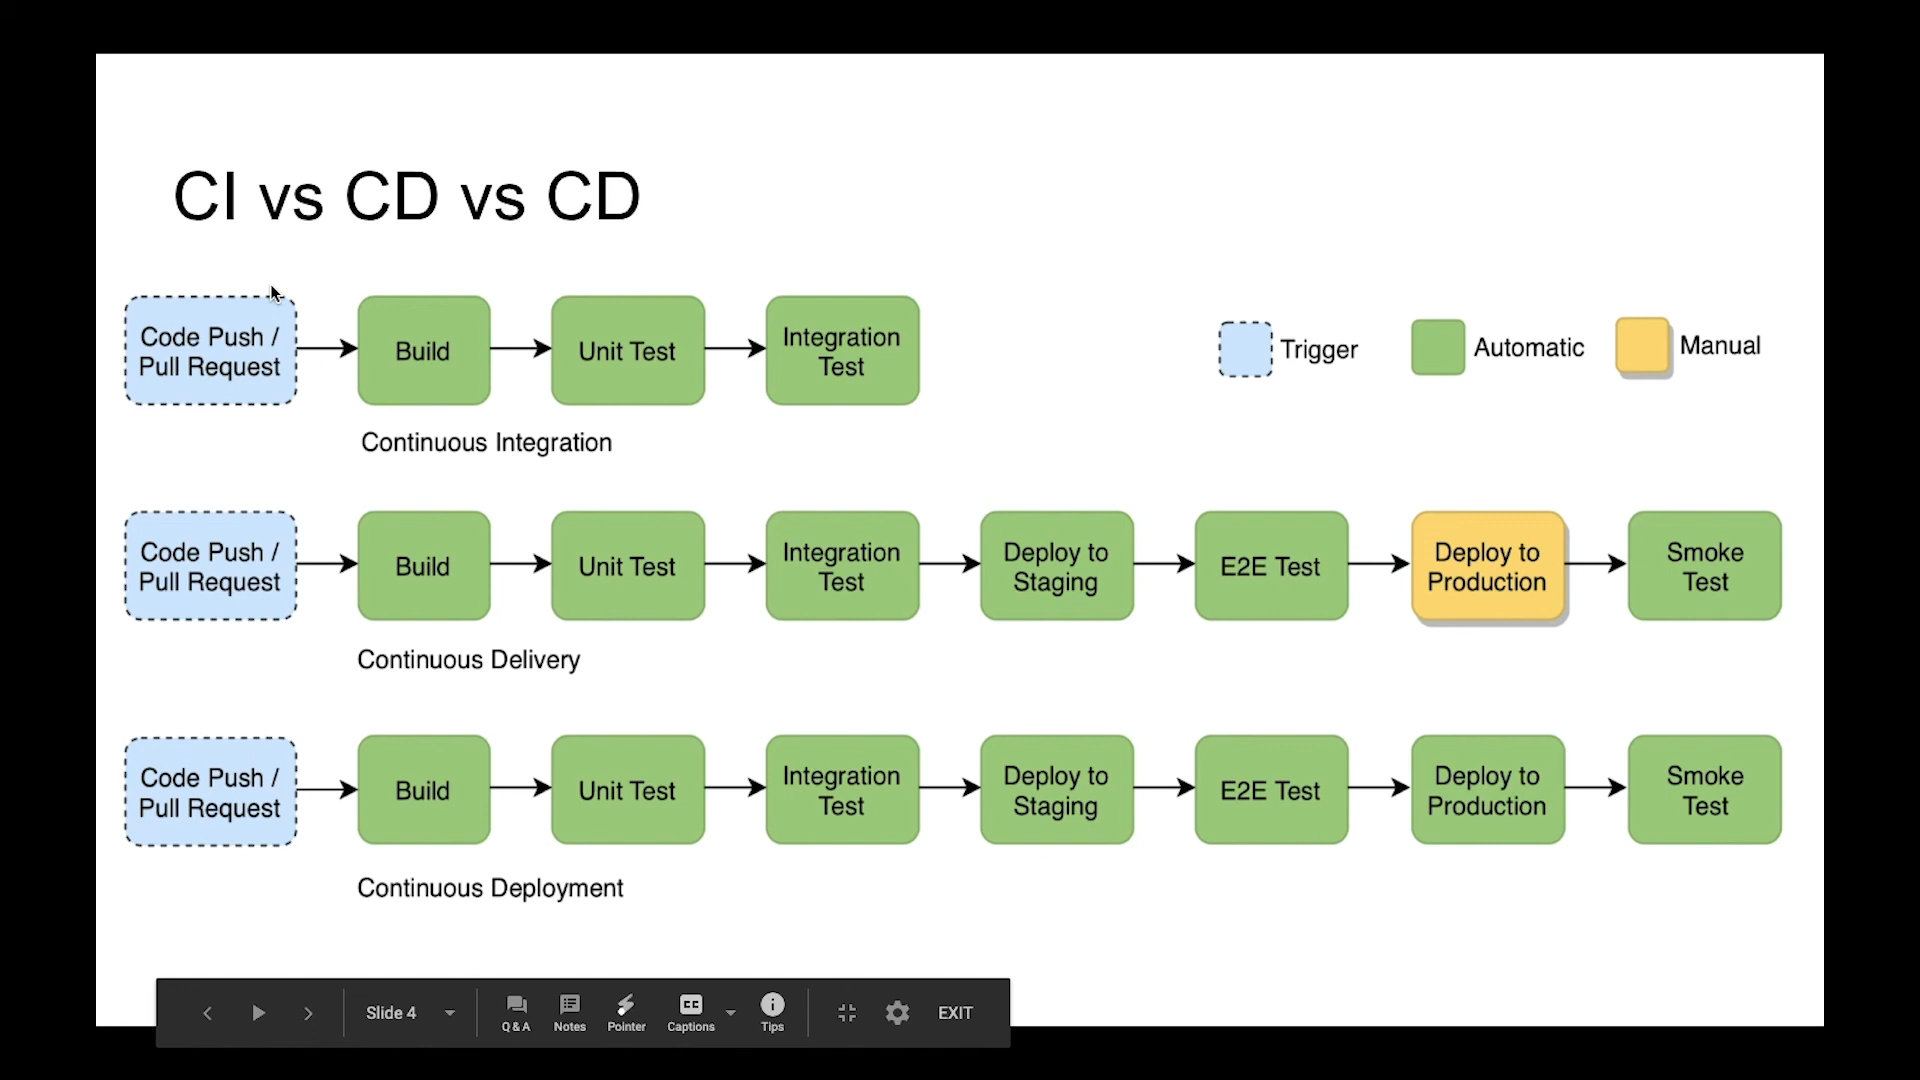 CI vs CD vs CD
Code Push /
Pull Request
Build
Unit Test
Integration
Test
Trigger
Automatic
Manual
Continuous Integration
Code Push /
Pull Request
Build
Unit Test
Integration
Test
Deploy to
Staging
E2E Test
Deploy to
Production
Smoke
Test
Continuous Delivery
Code Push /
Pull Request
Build
Unit Test
Integration
Test
Deploy to
Staging
E2E Test
Deploy to
Production
Smoke
Test
Continuous Deployment
Slide 4
Q&A
Notes
Pointer
CC
Captions
Tips
EXIT